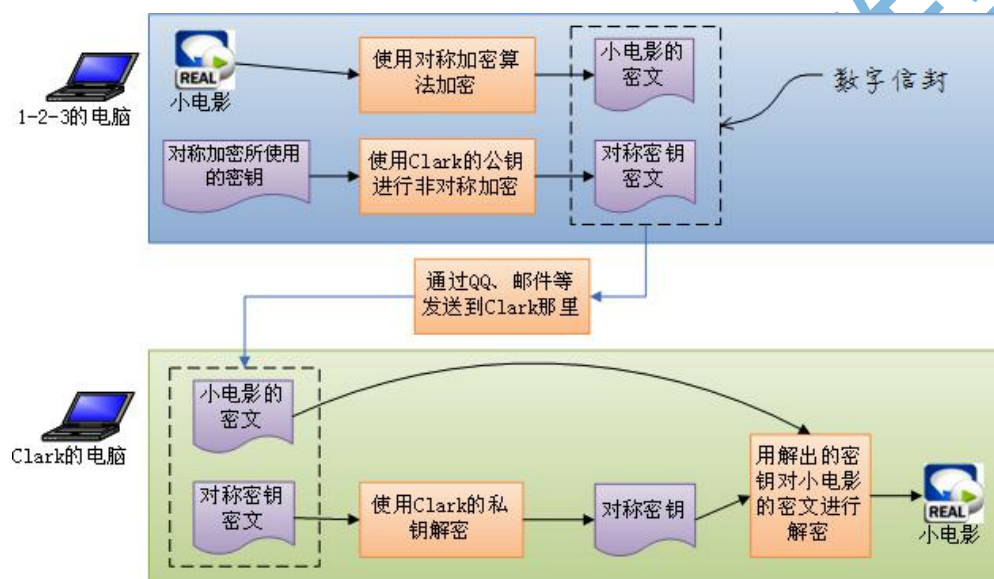 REAL
小电影
1-2-3的电脑
使用对称加密算
法加密
小电影的
密文
数字信封
对称加密所使用
的密钥
使用Clark的公钥
进行非对称加密
对称密钥
密文
通过QQ、邮件等
发送到Clark那里
小电影的
密文
Clark的电脑
对称密钥
密文
使用Clark的私
钥解密
对称密钥
用解出的密
钥对小电影
的密文进行
解密
REAL
小电影